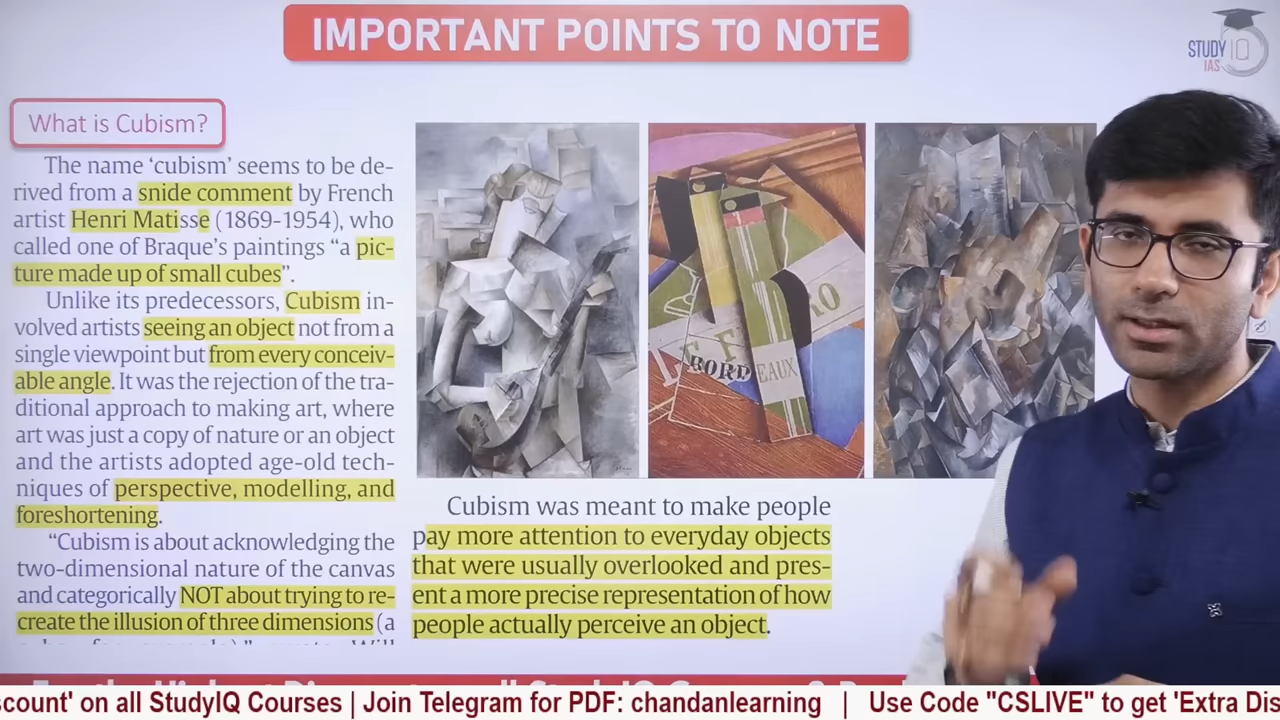 IMPORTANT POINTS TO NOTE
STUDY IQ
IAS
What is Cubism?
The name ‘cubism’ seems to be de-
rived from a snide comment by French
artist Henri Matisse (1869-1954), who
called one of Braque’s paintings “a pic-
ture made up of small cubes”.
Unlike its predecessors, Cubism in-
volved artists seeing an object not from a
single viewpoint but from every conceiv-
able angle. It was the rejection of the tra-
ditional approach to making art, where
art was just a copy of nature or an object
and the artists adopted age-old tech-
niques of perspective, modelling, and
foreshortening.
“Cubism is about acknowledging the
two-dimensional nature of the canvas
and categorically NOT about trying to re-
create the illusion of three dimensions (a
BORD
EAUX
Cubism was meant to make people
pay more attention to everyday objects
that were usually overlooked and pres-
ent a more precise representation of how
people actually perceive an object.
scount' on all StudyIQ Courses | Join Telegram for PDF: chandanlearning | Use Code "CSLIVE" to get 'Extra Dis